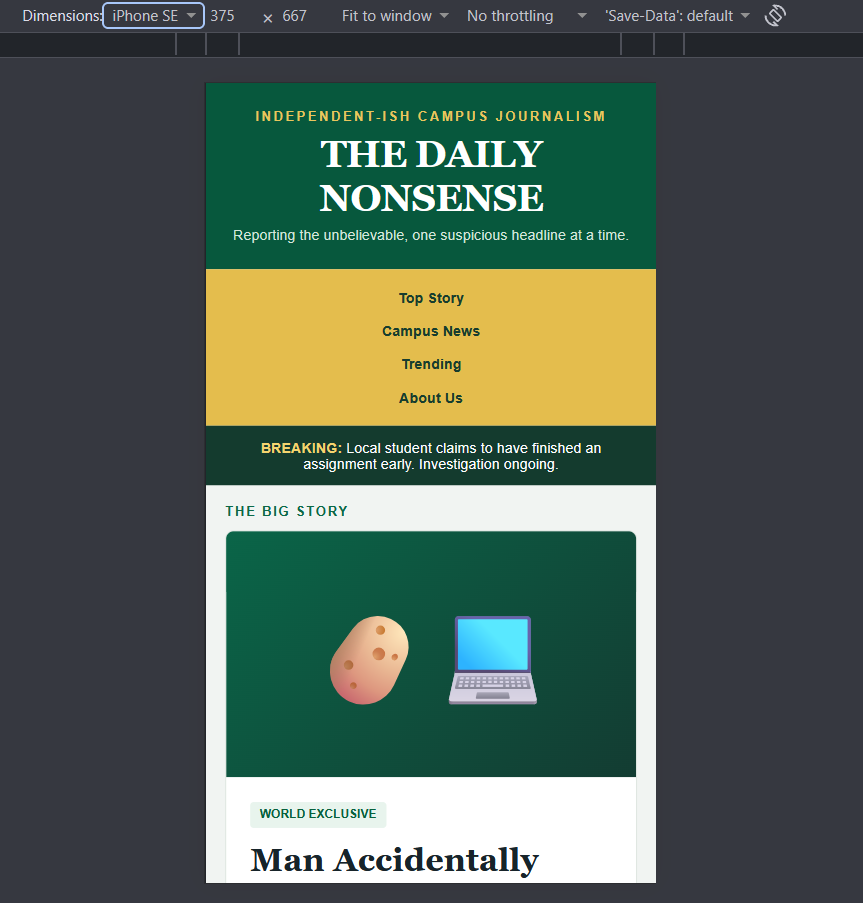 Dimensions: iPhone SE 375 × 667 Fit to window No throttling 'Save-Data': default
INDEPENDENT-ISH CAMPUS JOURNALISM
THE DAILY
NONSENSE
Reporting the unbelievable, one suspicious headline at a time.
Top Story
Campus News
Trending
About Us
BREAKING: Local student claims to have finished an
assignment early. Investigation ongoing.
THE BIG STORY
WORLD EXCLUSIVE
Man Accidentally